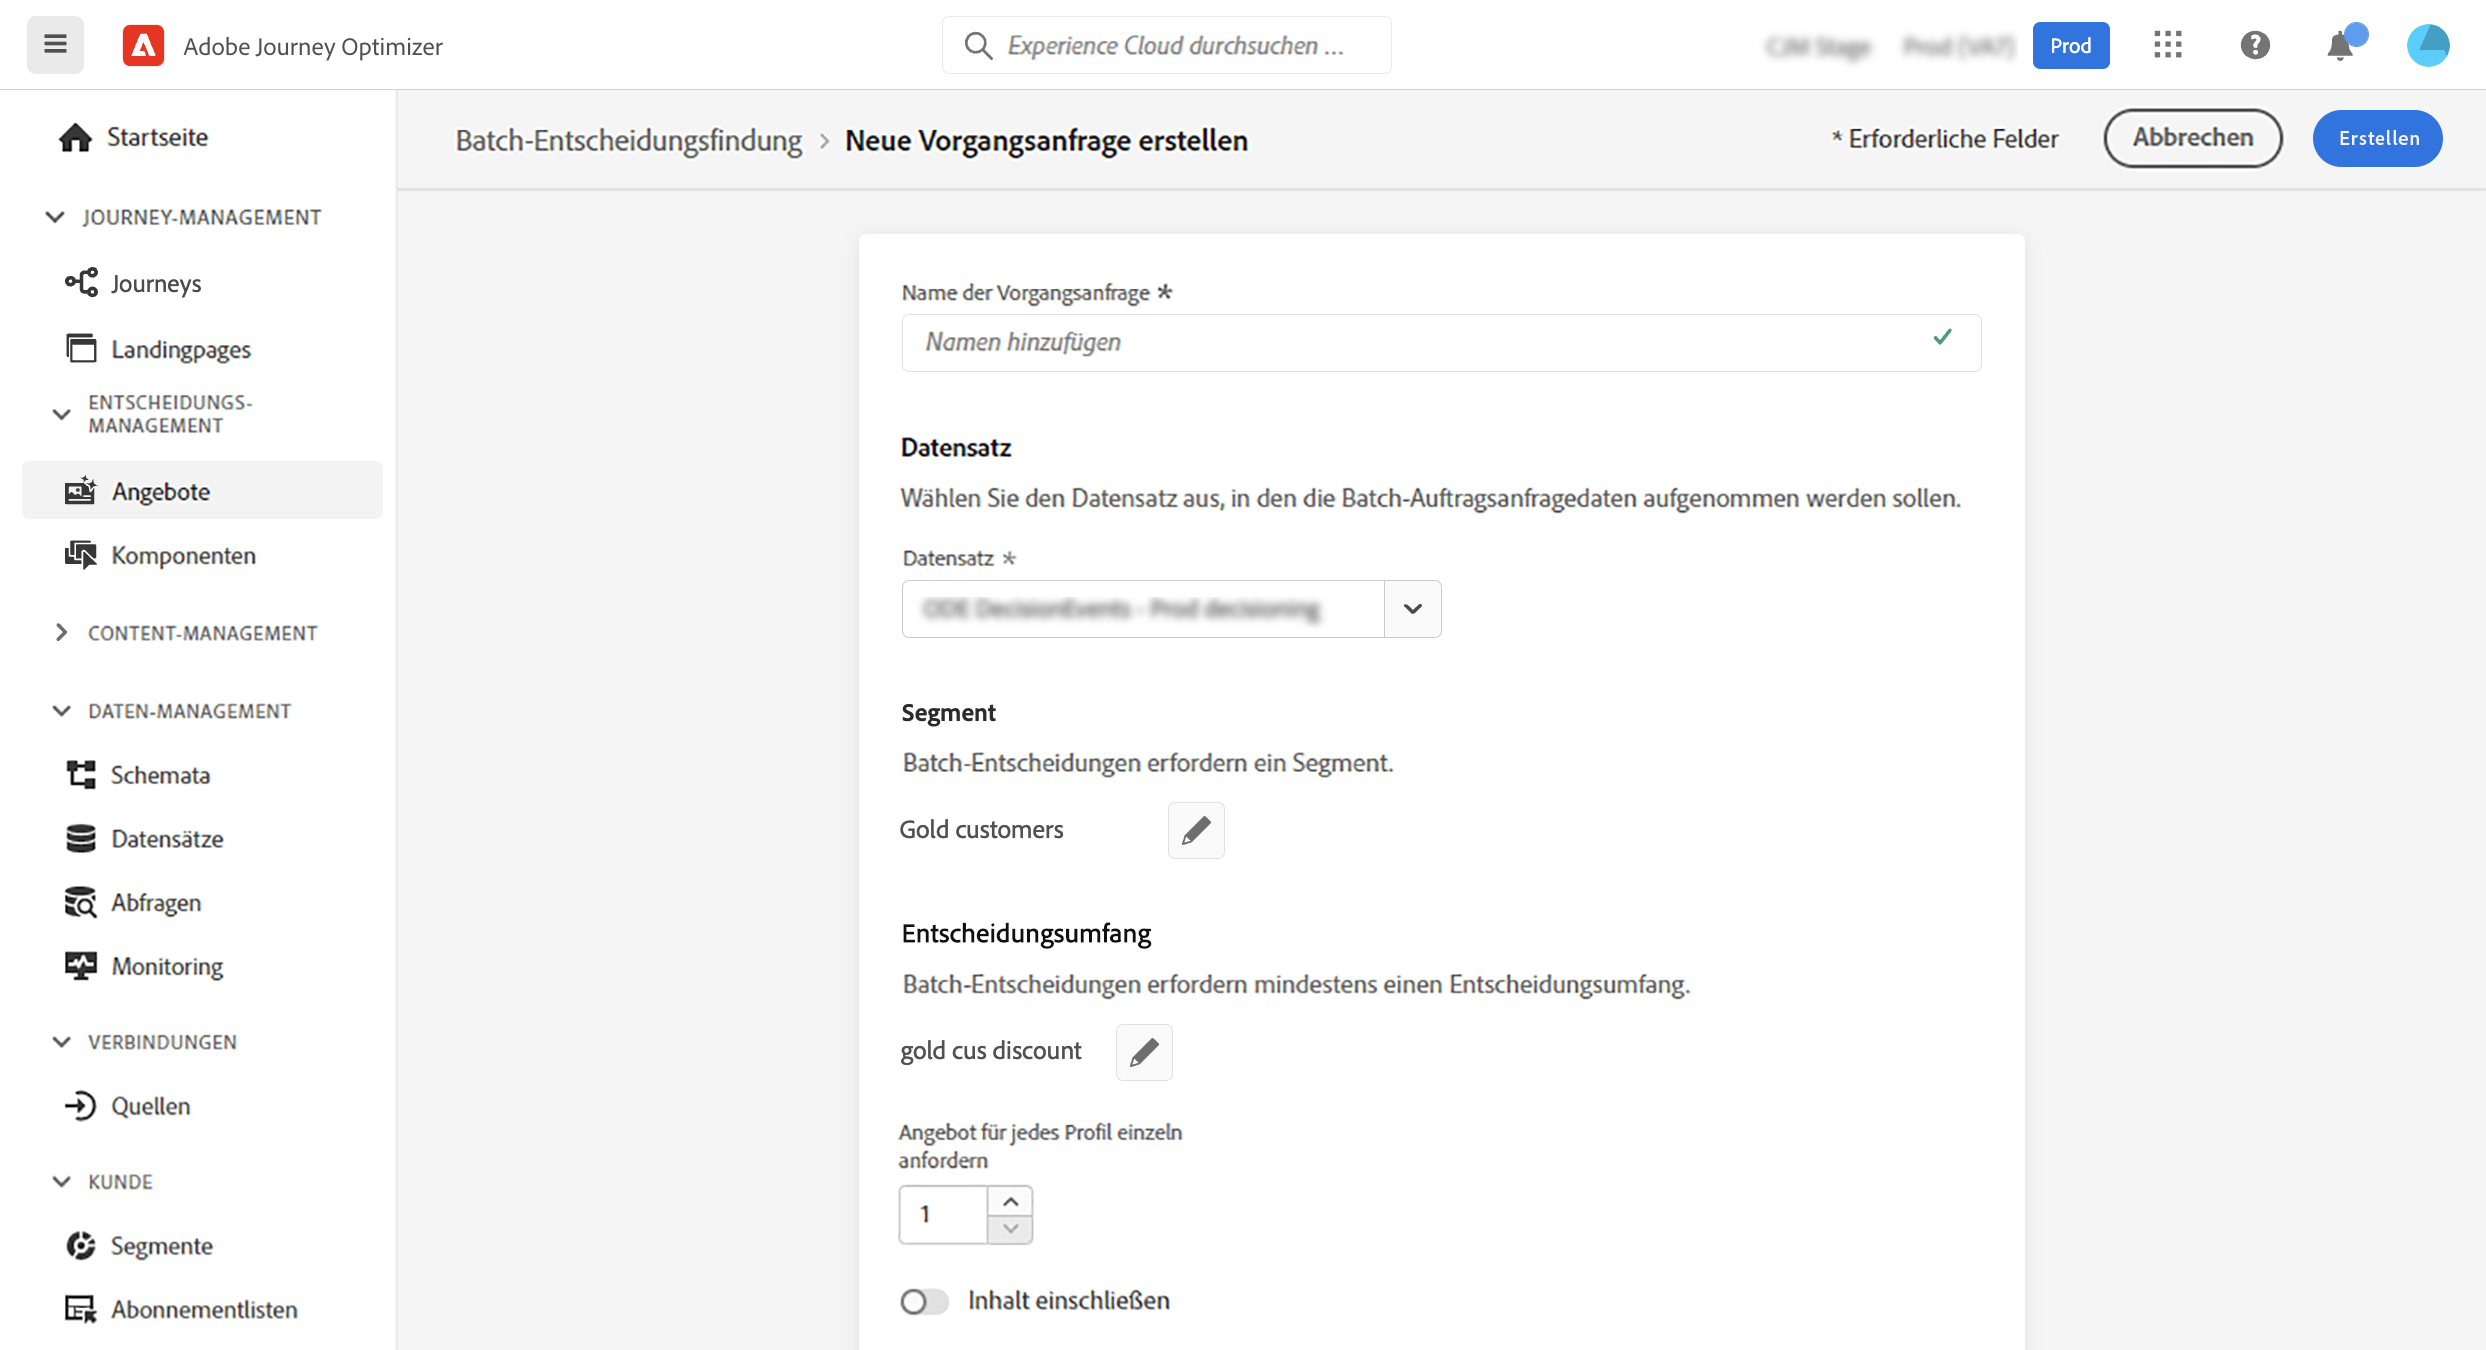 Adobe Journey Optimizer
Experience Cloud durchsuchen ...
Prod
Startseite
JOURNEY-MANAGEMENT
Journeys
Landingpages
ENTSCHEIDUNGS-
MANAGEMENT
Angebote
Komponenten
CONTENT-MANAGEMENT
DATEN-MANAGEMENT
Schemata
Datensätze
Abfragen
Monitoring
VERBINDUNGEN
Quellen
KUNDE
Segmente
Abonnementlisten
Batch-Entscheidungsfindung > Neue Vorgangsanfrage erstellen
* Erforderliche Felder
Abbrechen
Erstellen
Name der Vorgangsanfrage *
Namen hinzufügen
Datensatz
Wählen Sie den Datensatz aus, in den die Batch-Auftragsanfragedaten aufgenommen werden sollen.
Datensatz *
Segment
Batch-Entscheidungen erfordern ein Segment.
Gold customers
Entscheidungsumfang
Batch-Entscheidungen erfordern mindestens einen Entscheidungsumfang.
gold cus discount
Angebot für jedes Profil einzeln
anfordern
1
Inhalt einschließen